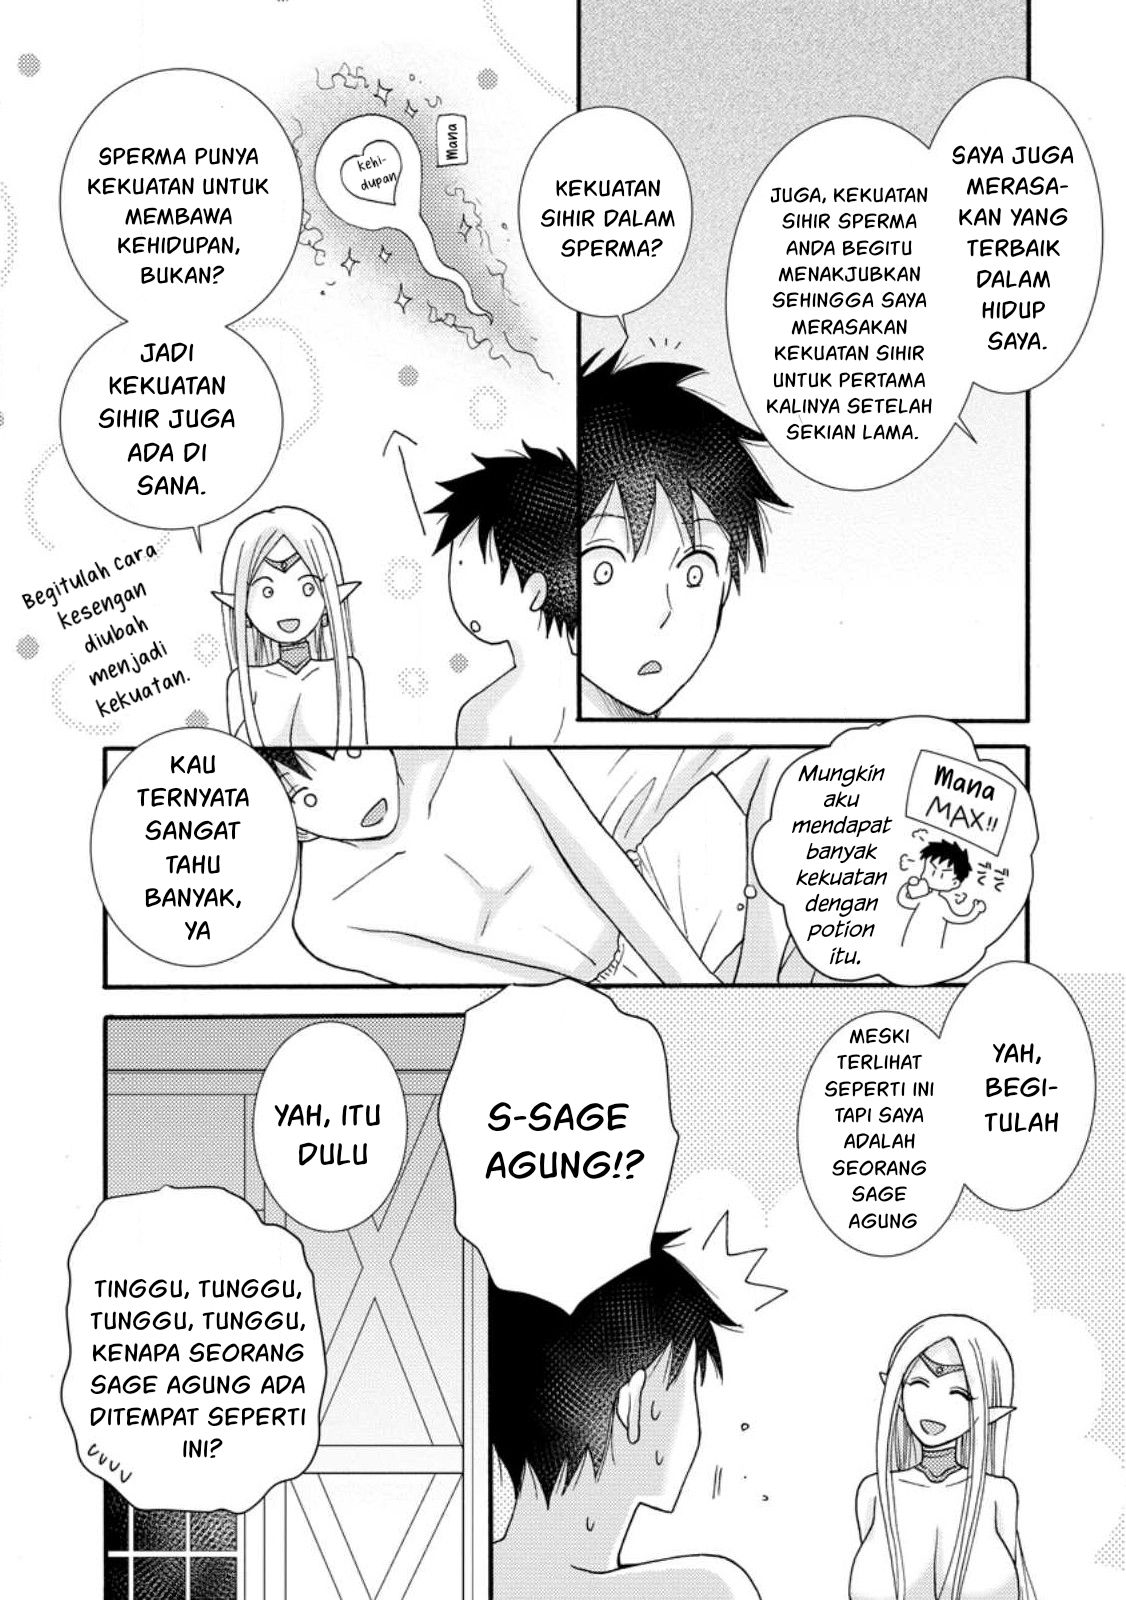 SAYA JUGA
MERASA-
KAN YANG
TERBAIK
DALAM
HIDUP
SAYA.
JUGA, KEKUATAN
SIHIR SPERMA
ANDA BEGITU
MENAKJUBKAN
SEHINGGA SAYA
MERASAKAN
KEKUATAN SIHIR
UNTUK PERTAMA
KALINYA SETELAH
SEKIAN LAMA.
KEKUATAN
SIHIR DALAM
SPERMA?
Mana
kehi-
dupan
SPERMA PUNYA
KEKUATAN UNTUK
MEMBAWA
KEHIDUPAN,
BUKAN?
JADI
KEKUATAN
SIHIR JUGA
ADA DI
SANA.
Begitulah cara
kesengan
diubah
menjadi
kekuatan.
Mana
MAX!!
Mungkin
aku
mendapat
banyak
kekuatan
dengan
potion
itu.
KAU
TERNYATA
SANGAT
TAHU
BANYAK,
YA
YAH,
BEGI-
TULAH
MESKI
TERLIHAT
SEPERTI INI
TAPI SAYA
ADALAH
SEORANG
SAGE
AGUNG
S-SAGE
AGUNG!?
YAH, ITU
DULU
TINGGU, TUNGGU,
TUNGGU, TUNGGU,
KENAPA SEORANG
SAGE AGUNG ADA
DITEMPAT SEPERTI
INI?